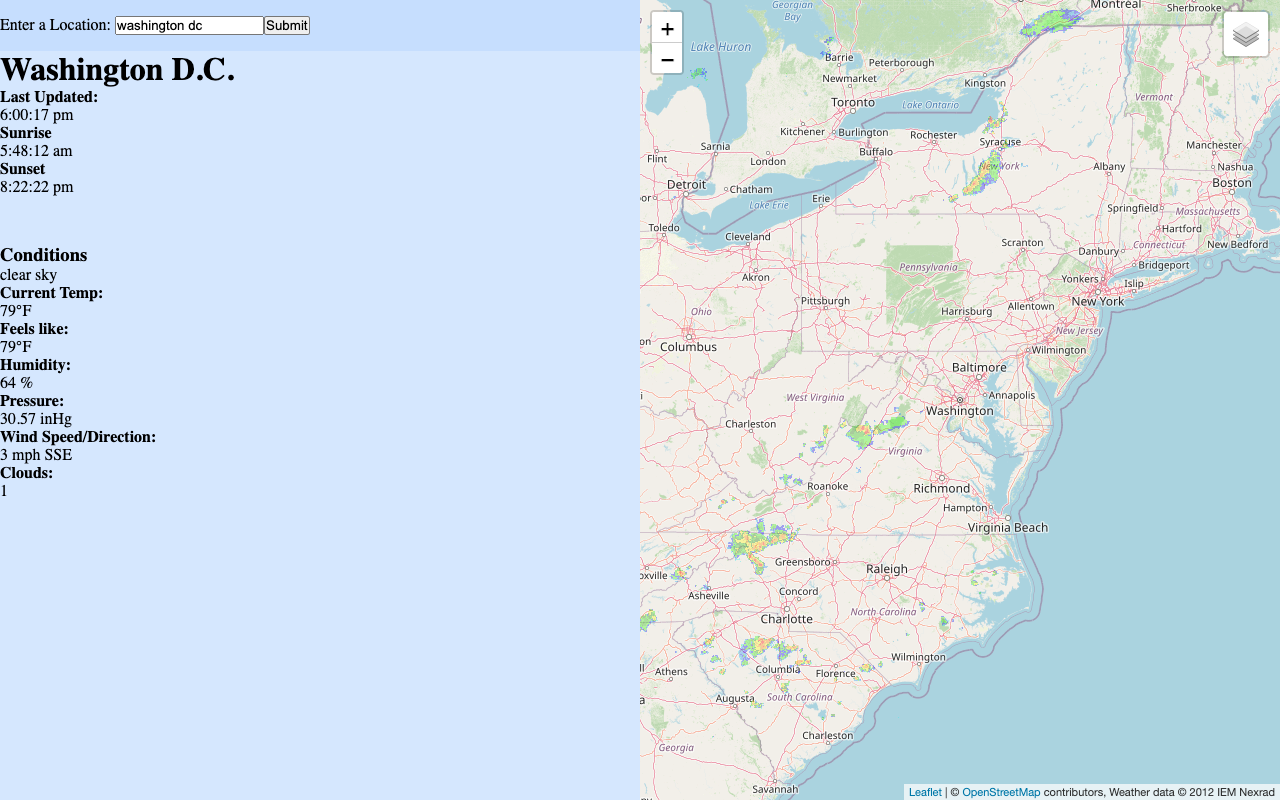 Enter a Location: washington dc Submit
Washington D.C.
Last Updated:
6:00:17 pm
Sunrise
5:48:12 am
Sunset
8:22:22 pm
Conditions
clear sky
Current Temp:
79°F
Feels like:
79°F
Humidity:
64 %
Pressure:
30.57 inHg
Wind Speed/Direction:
3 mph SSE
Clouds:
1
+
−
Georgian
Bay
Montreal
Sherbrooke
Lake Huron
Barrie
Peterborough
Newmarket
Kingston
Vermont
Toronto
Lake Ontario
Kitchener
Burlington
Rochester
Syracuse
Sarnia
Buffalo
Manchester
Flint
London
New York
Albany
Nashua
Detroit
Chatham
Boston
Erie
Lake Erie
Springfield
Massachusetts
Toledo
Cleveland
Hartford
Scranton
Connecticut
New Bedford
Danbury
Akron
Pennsylvania
Bridgeport
Yonkers
Islip
Pittsburgh
New York
Ohio
Harrisburg
Allentown
New Jersey
Columbus
Wilmington
Baltimore
West Virginia
Annapolis
Washington
Charleston
Virginia
Roanoke
Richmond
Hampton
Virginia Beach
Greensboro
Raleigh
oxville
Asheville
Concord
North Carolina
Charlotte
Wilmington
Athens
Columbia
Florence
Augusta
South Carolina
Charleston
Georgia
Savannah
Leaflet | © OpenStreetMap contributors, Weather data © 2012 IEM Nexrad